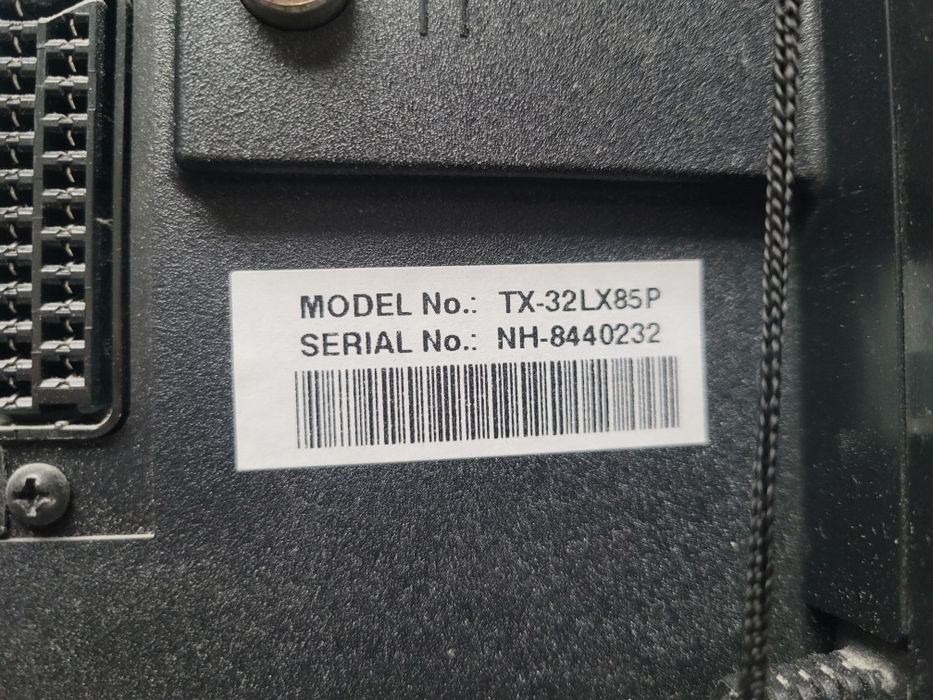 MODEL No.: TX-32LX85P
SERIAL No.: NH-8440232